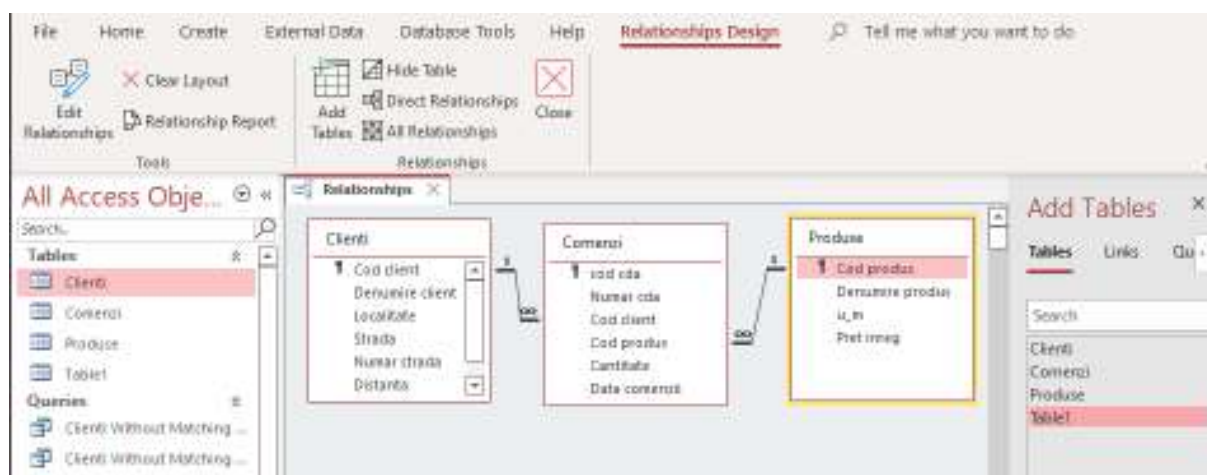 File Home Create External Data Database Tools Help Relationships Design Tell me what you want to do
Edit Relationships
Clear Layout
Relationship Report
Tools
Add Tables
Hide Table
Direct Relationships
All Relationships
Close
Relationships
All Access Obje...
Search...
Tables
Clienti
Comenzi
Produse
Table1
Queries
Clienti Without Matching ...
Clienti Without Matching ...
Relationships
Clienti
Cod client
Denumire client
Localitate
Strada
Numar strada
Distanta
1
∞
Comenzi
cod cda
Numar cda
Cod client
Cod produs
Cantitate
Data comenzii
1
∞
Produse
Cod produs
Denumire produs
u_m
Pret inreg
Add Tables
Tables Links Qu
Search
Clienti
Comenzi
Produse
Table1